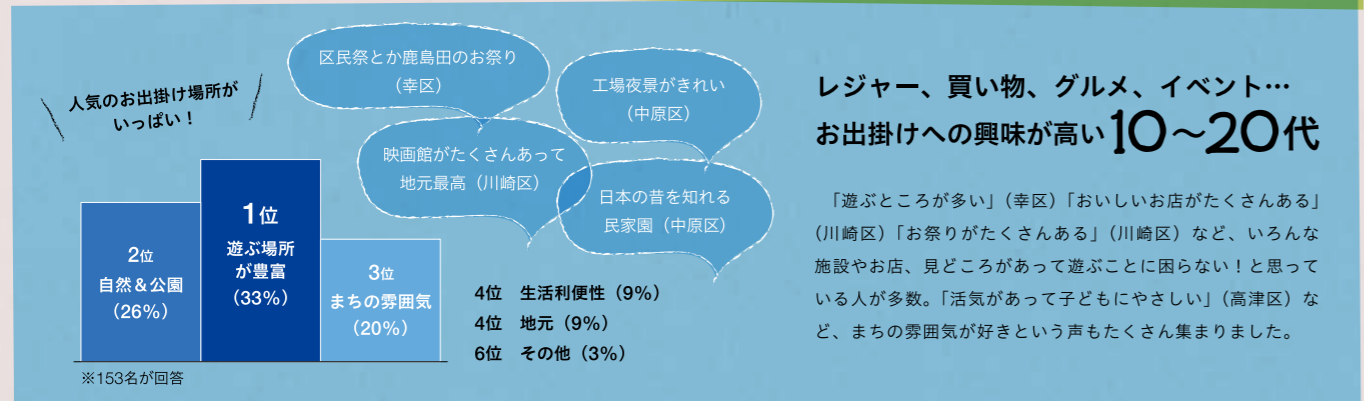 人気のお出掛け場所が
いっぱい！
区民祭とか鹿島田のお祭り
（幸区）
工場夜景がきれい
（中原区）
映画館がたくさんあって
地元最高（川崎区）
日本の昔を知れる
民家園（中原区）
2位
自然＆公園
（26%）
1位
遊ぶ場所
が豊富
（33%）
3位
まちの雰囲気
（20%）
4位　生活利便性（9%）
4位　地元（9%）
6位　その他（3%）
※153名が回答
レジャー、買い物、グルメ、イベント…
お出掛けへの興味が高い10〜20代
「遊ぶところが多い」（幸区）「おいしいお店がたくさんある」
（川崎区）「お祭りがたくさんある」（川崎区）など、いろんな
施設やお店、見どころがあって遊ぶことに困らない！と思って
いる人が多数。「活気があって子どもにやさしい」（高津区）な
ど、まちの雰囲気が好きという声もたくさん集まりました。